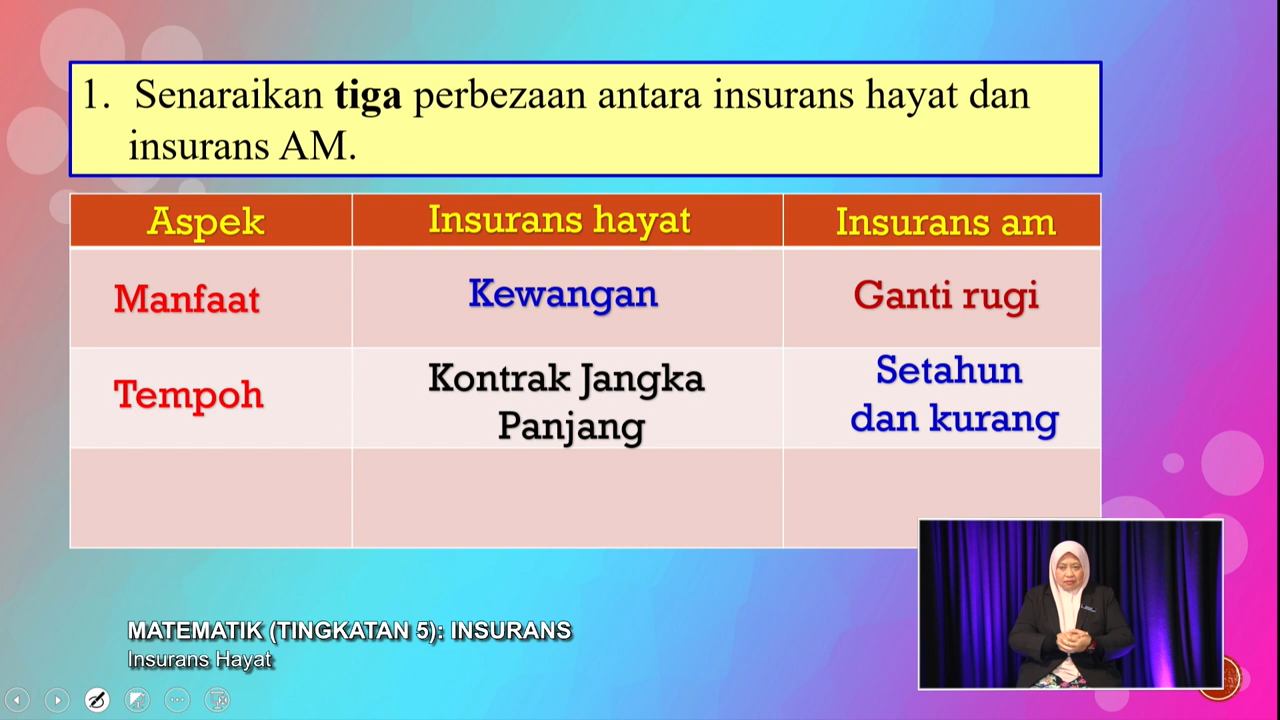 1. Senaraikan tiga perbezaan antara insurans hayat dan
insurans AM.
Aspek
Insurans hayat
Insurans am
Manfaat
Kewangan
Ganti rugi
Tempoh
Kontrak Jangka
Panjang
Setahun
dan kurang
MATEMATIK (TINGKATAN 5): INSURANS
Insurans Hayat